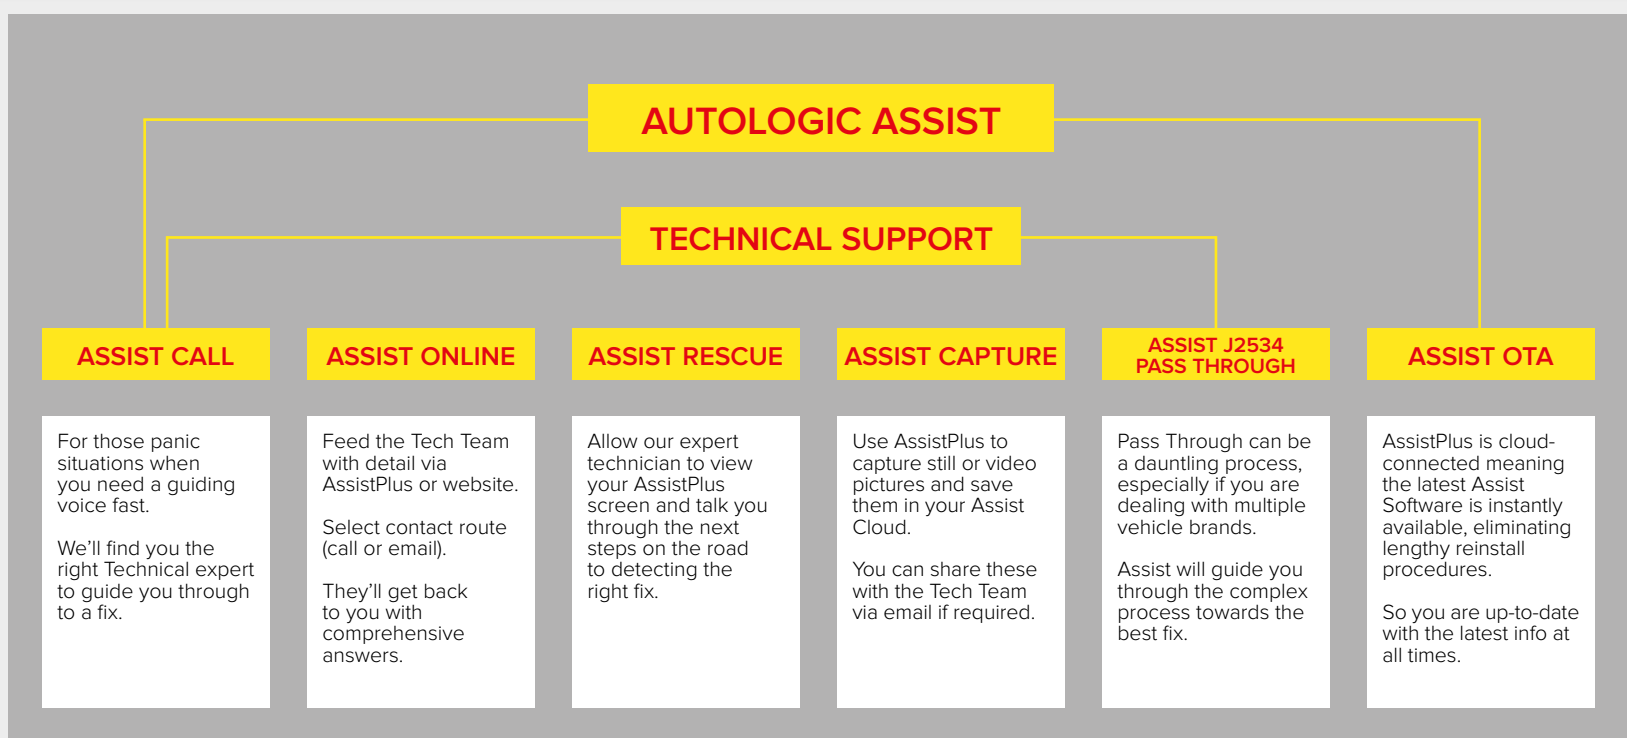 AUTOLOGIC ASSIST
TECHNICAL SUPPORT
ASSIST CALL
For those panic
situations when
you need a guiding
voice fast.
We'll find you the
right Technical expert
to guide you through
to a fix.
ASSIST ONLINE
Feed the Tech Team
with detail via
AssistPlus or website.
Select contact route
(call or email).
They'll get back
to you with
comprehensive
answers.
ASSIST RESCUE
Allow our expert
technician to view
your AssistPlus
screen and talk you
through the next
steps on the road
to detecting the
right fix.
ASSIST CAPTURE
Use AssistPlus to
capture still or video
pictures and save
them in your Assist
Cloud.
You can share these
with the Tech Team
via email if required.
ASSIST J2534
PASS THROUGH
Pass Through can be
a dauntling process,
especially if you are
dealing with multiple
vehicle brands.
Assist will guide you
through the complex
process towards the
best fix.
ASSIST OTA
AssistPlus is cloud-
connected meaning
the latest Assist
Software is instantly
available, eliminating
lengthy reinstall
procedures.
So you are up-to-date
with the latest info at
all times.